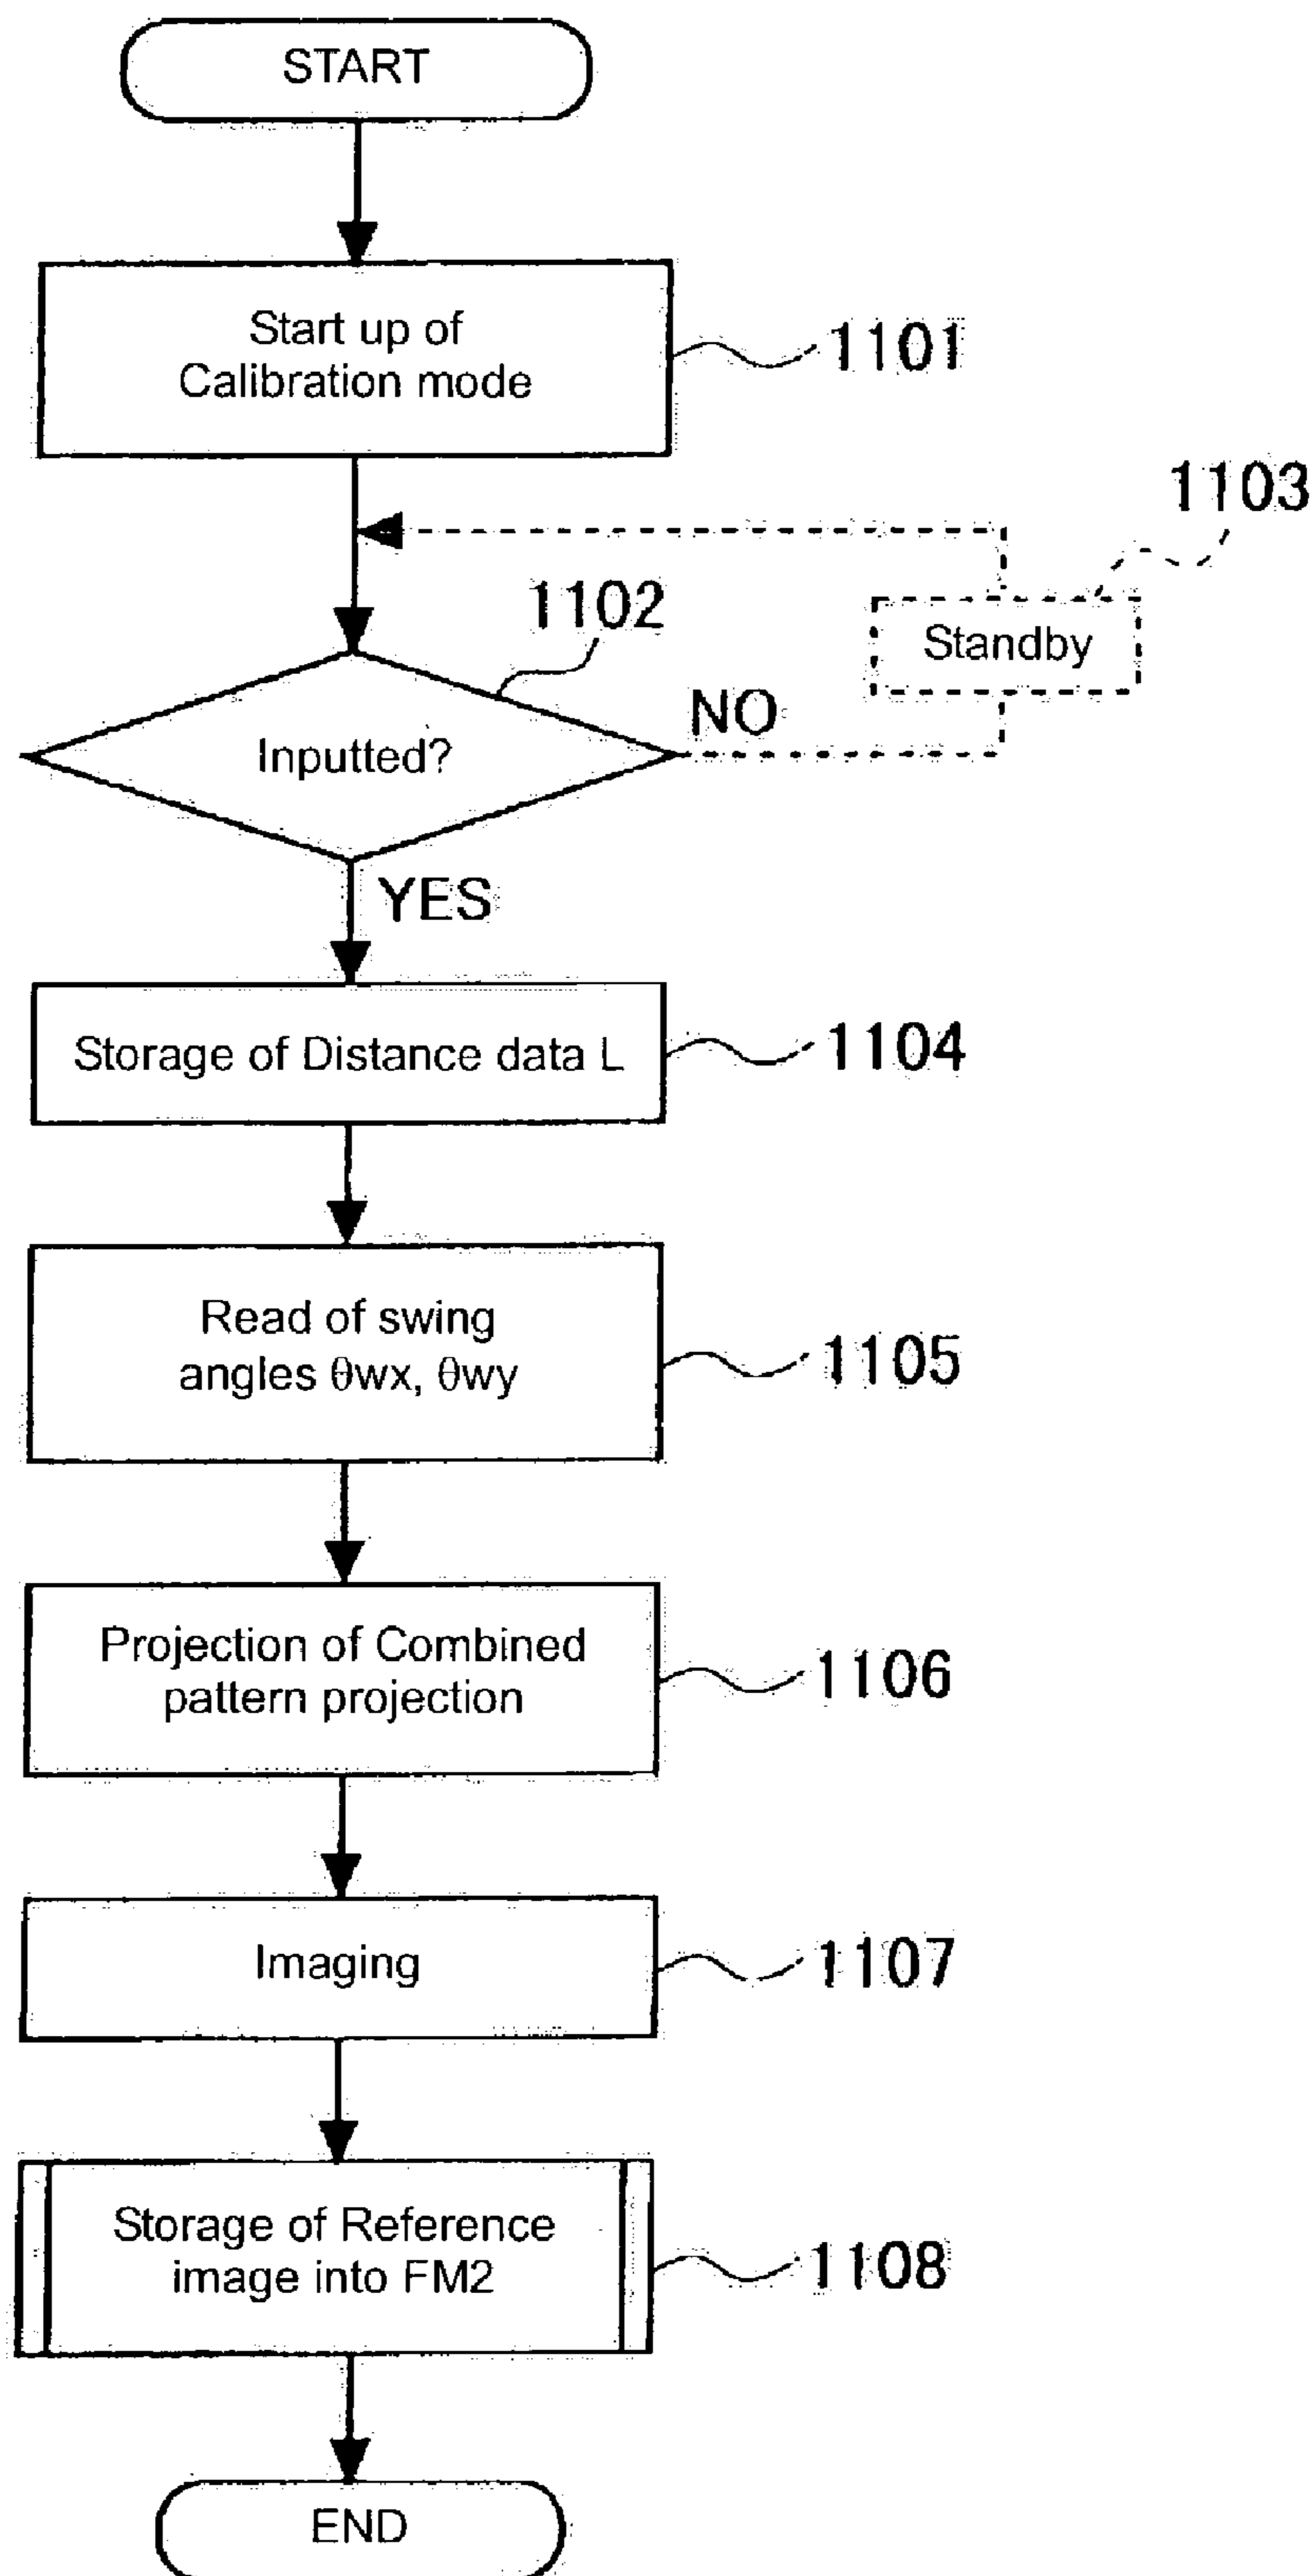 START
Start up of
Calibration mode
1101
1103
Standby
1102
NO
Inputted?
YES
Storage of Distance data L
1104
Read of swing
angles θwx, θwy
1105
Projection of Combined
pattern projection
1106
Imaging
1107
Storage of Reference
image into FM2
1108
END